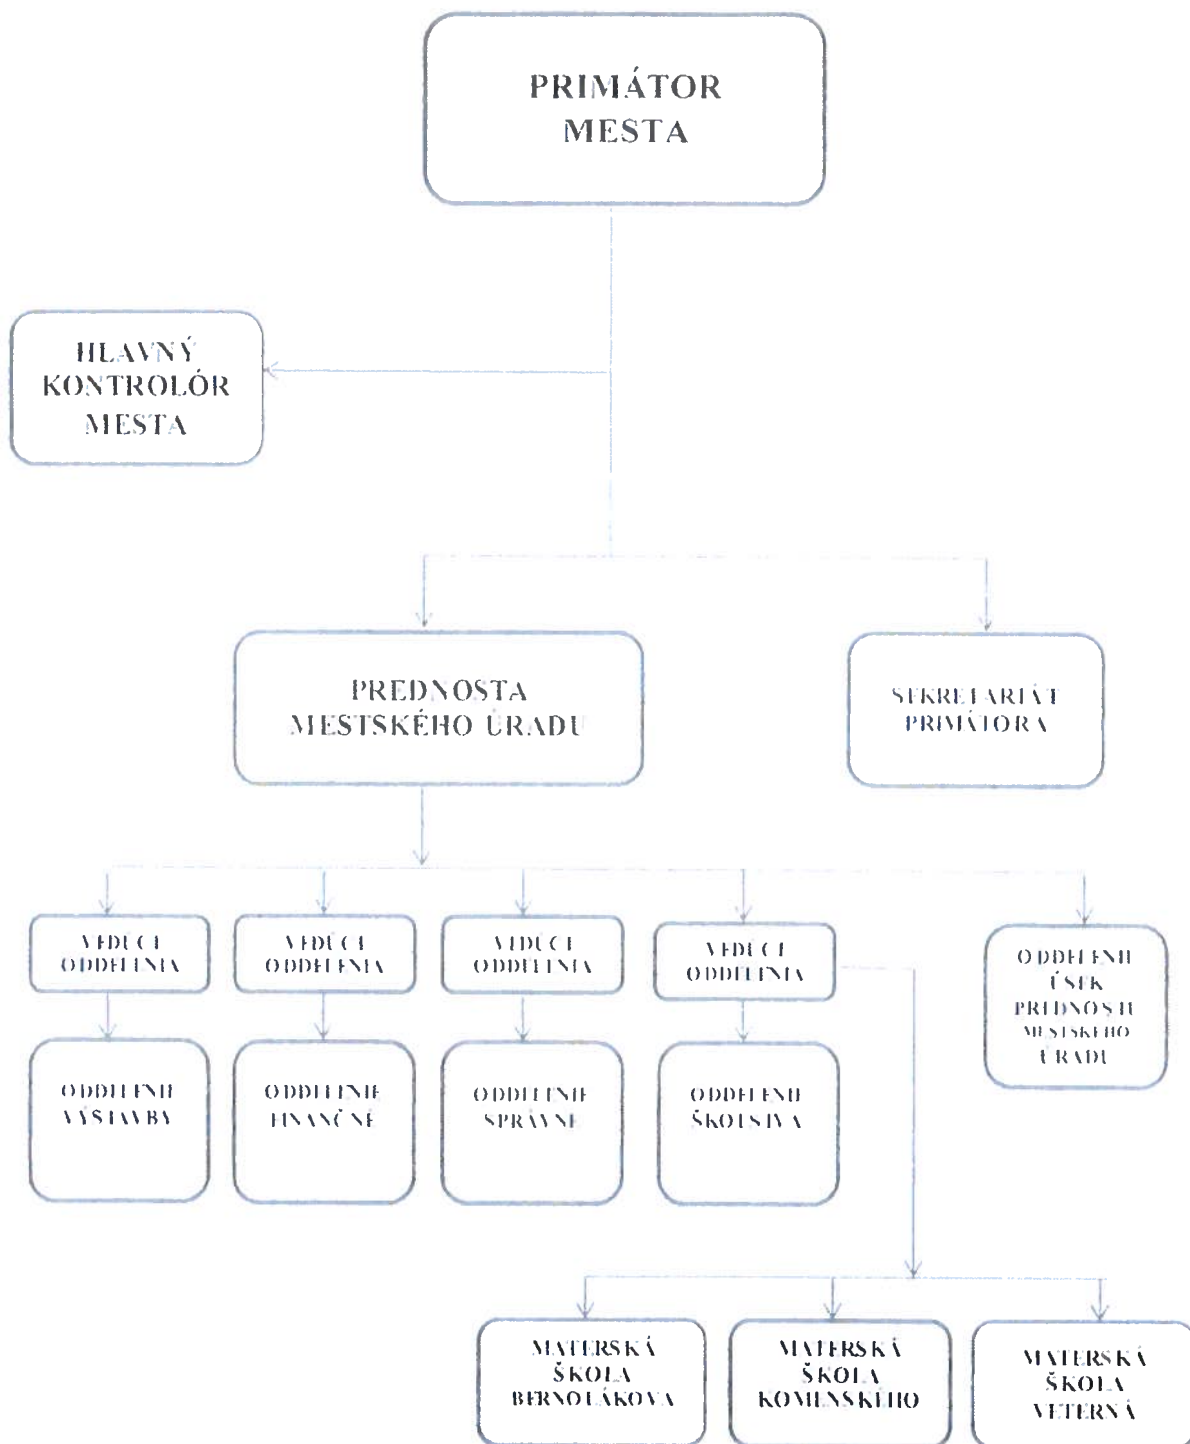 PRIMÁTOR
MESTA
HLAVNÝ
KONTROLÓR
MESTA
PREDNOSTA
MESTSKÉHO ÚRADU
SEKRETARIÁT
PRIMÁTORA
VEDÚCI
ODDELENIA
VEDÚCI
ODDELENIA
VEDÚCI
ODDELENIA
VEDÚCI
ODDELENIA
ODDELENIE
ÚSEK
PREDNOSTU
MESTSKÉHO
ÚRADU
ODDELENIE
VÝSTAVBY
ODDELENIE
FINANČNÉ
ODDELENIE
SPRÁVNE
ODDELENIE
ŠKOLSTVA
MATERSKÁ
ŠKOLA
BERNOLÁKOVA
MATERSKÁ
ŠKOLA
KOMENSKÉHO
MATERSKÁ
ŠKOLA
VETERNÁ